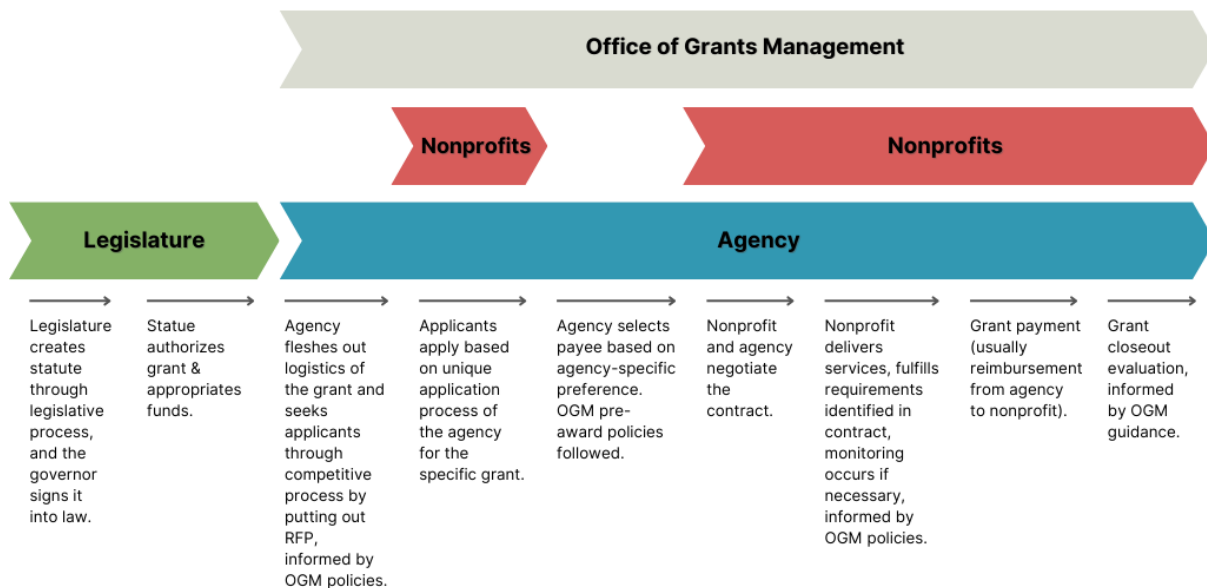 Office of Grants Management
Nonprofits
Nonprofits
Legislature
Agency
Legislature
creates
statute
through
legislative
process,
and the
governor
signs it
into law.
Statue
authorizes
grant &
appropriates
funds.
Agency
fleshes out
logistics
of the
grant and
seeks
applicants
through
competitive
process by
putting out
RFP,
informed by
OGM policies.
Applicants
apply based
on unique
application
process of
the agency
for the
specific grant.
Agency selects
payee based on
agency-specific
preference.
OGM pre-
award policies
followed.
Nonprofit
and agency
negotiate
the
contract.
Nonprofit
delivers
services, fulfills
requirements
identified in
contract,
monitoring
occurs if
necessary,
informed by
OGM policies.
Grant payment
(usually
reimbursement
from agency
to nonprofit).
Grant
closeout
evaluation,
informed
by OGM
guidance.